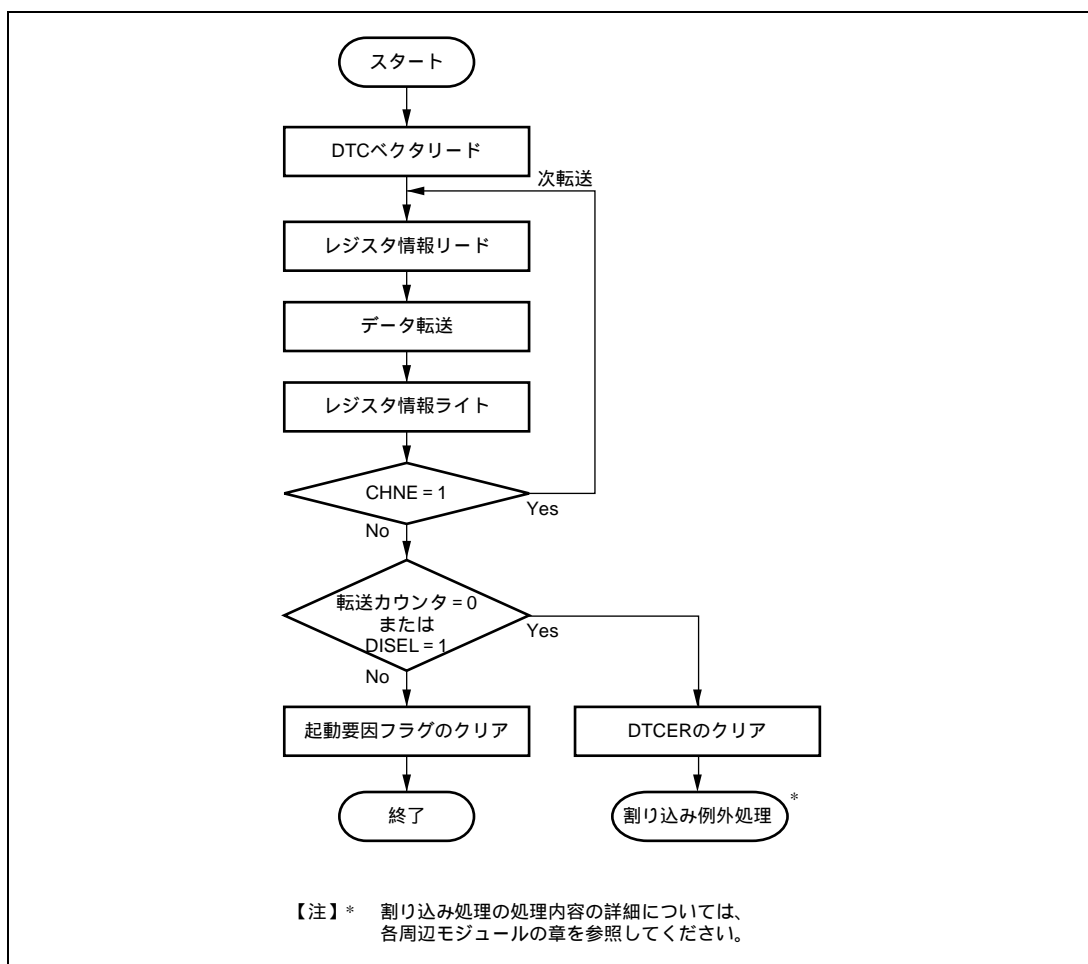 スタート
DTCベクタリード
次転送
レジスタ情報リード
データ転送
レジスタ情報ライト
CHNE = 1
Yes
No
転送カウンタ = 0
または
DISEL = 1
Yes
No
起動要因フラグのクリア
DTCERのクリア
終了
割り込み例外処理 *
【注】* 割り込み処理の処理内容の詳細については、
各周辺モジュールの章を参照してください。